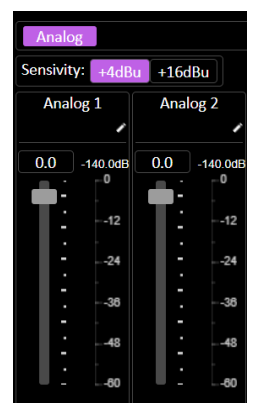 Analog
Sensivity: +4dBu +16dBu
Analog 1 Analog 2
0.0 -140.0dB 0.0 -140.0dB
0 0
-12 -12
-24 -24
-36 -36
-48 -48
-60 -60